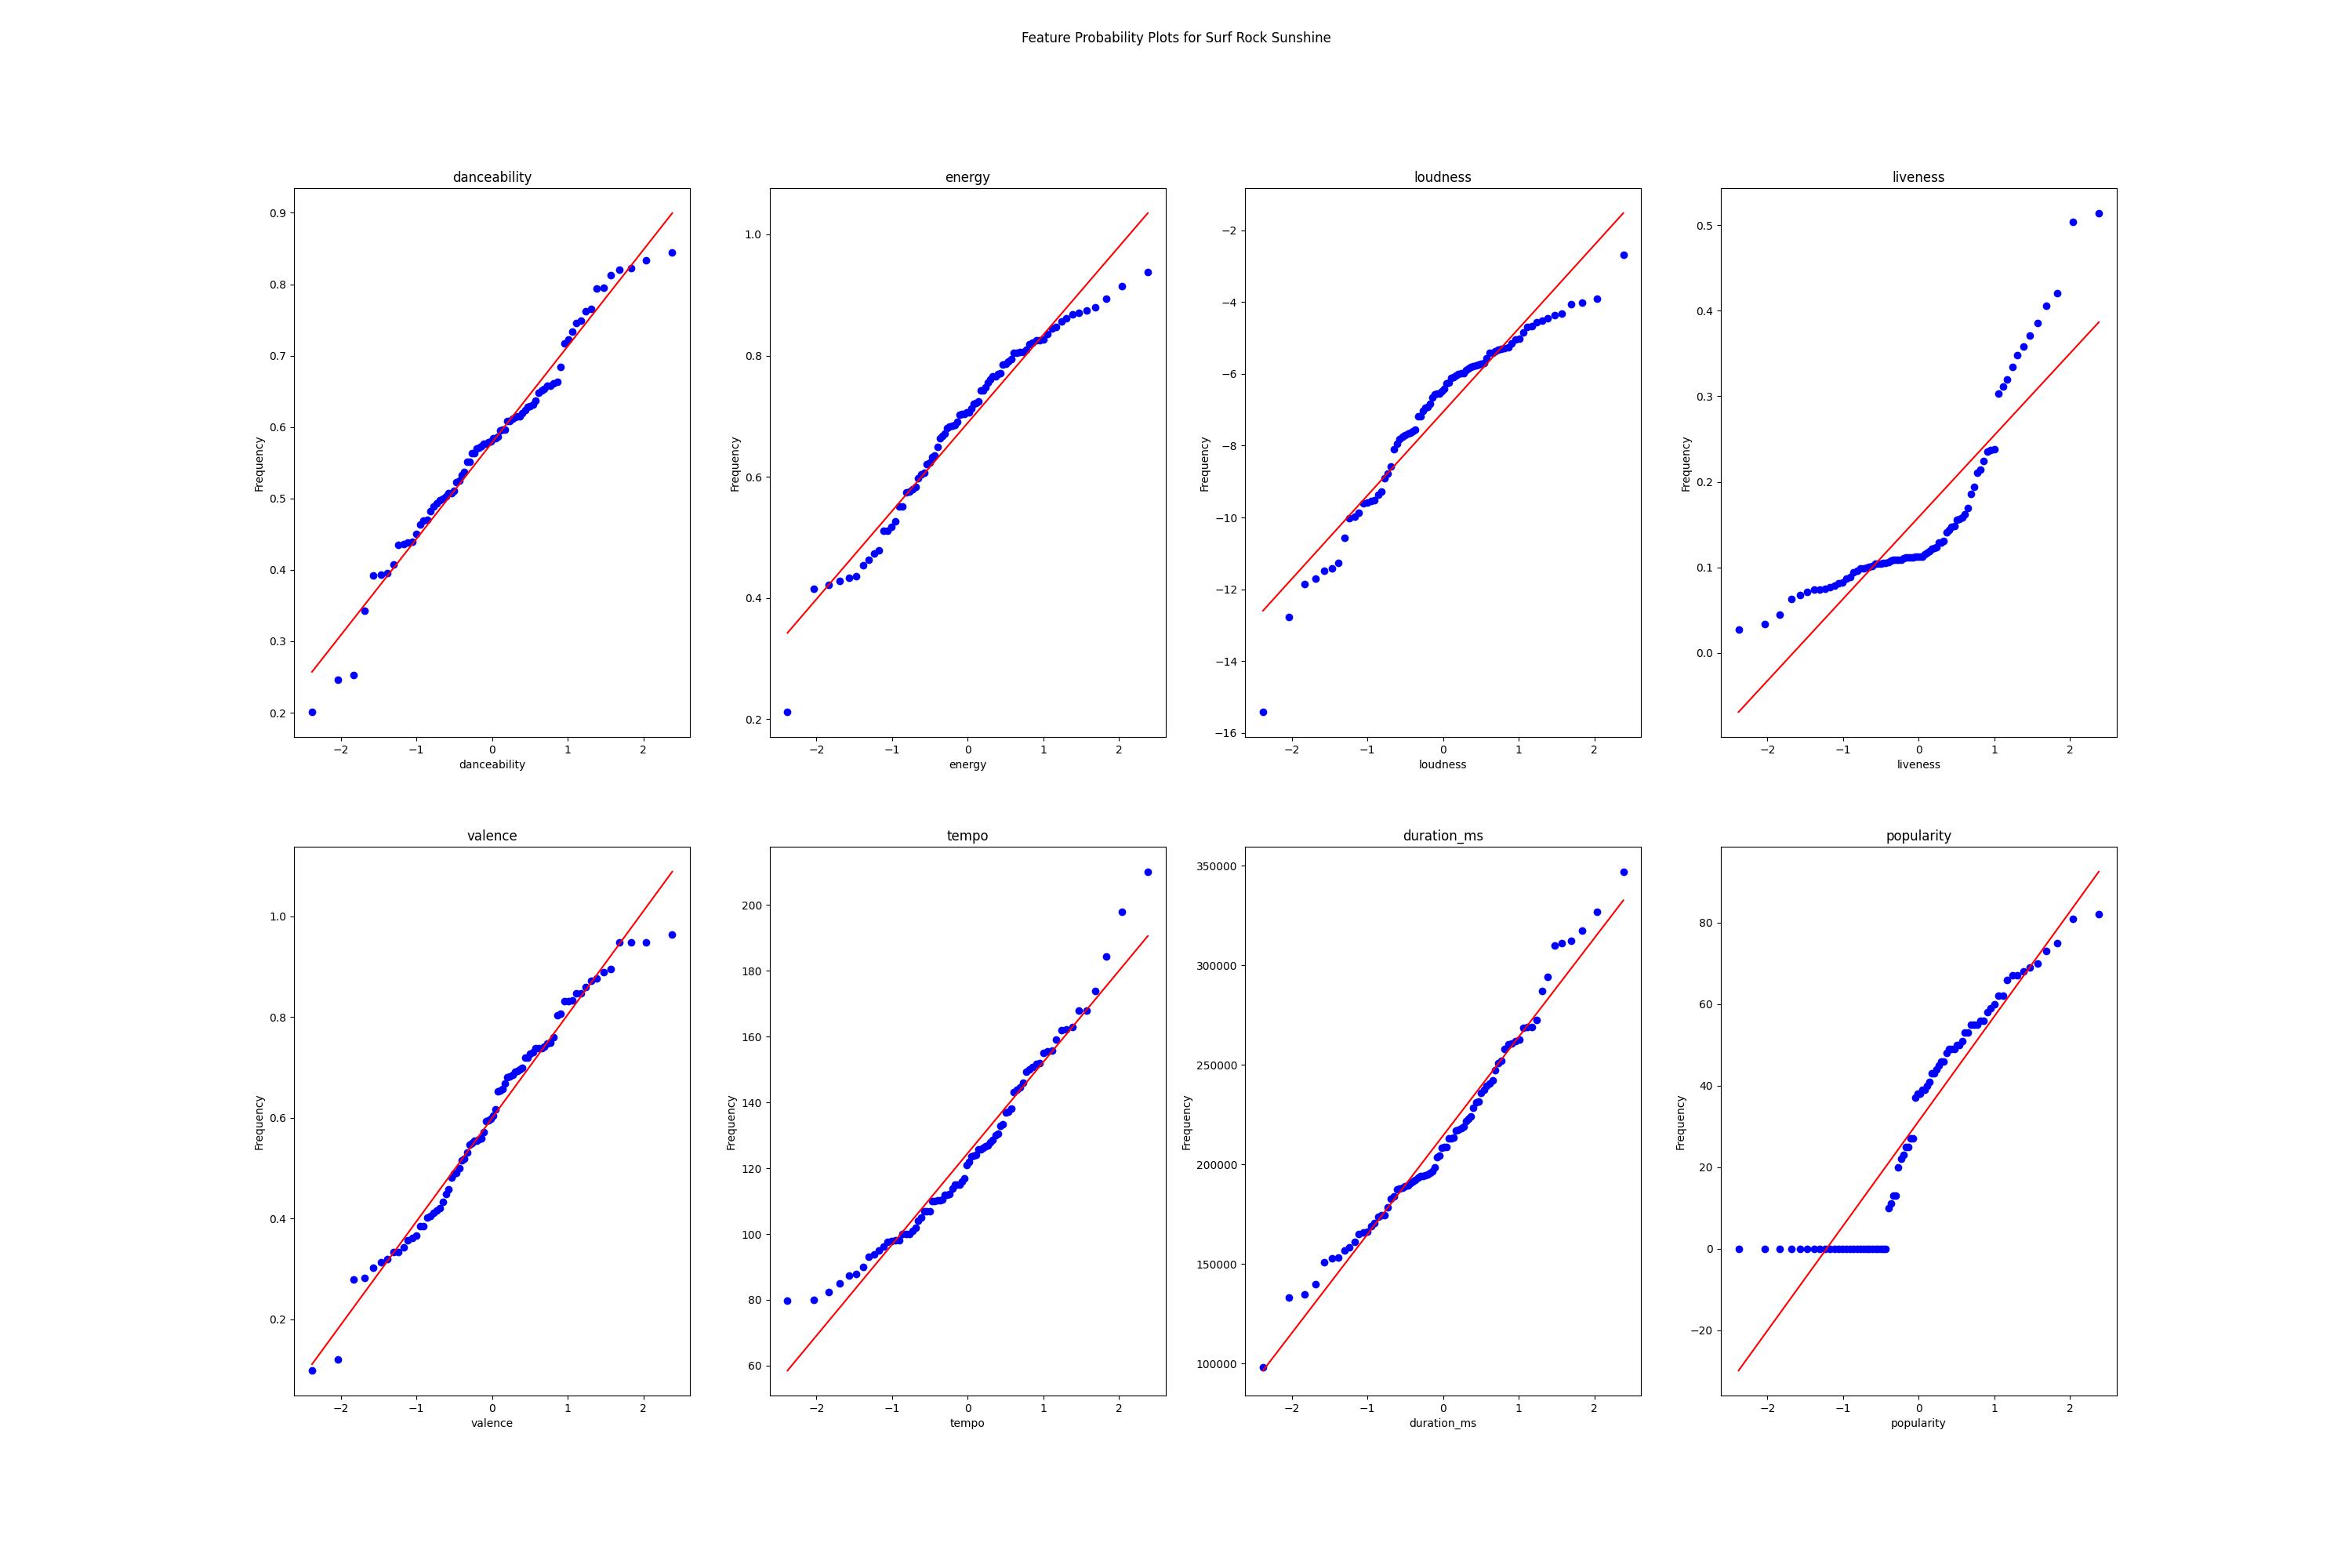 Feature Probability Plots for Surf Rock Sunshine
danceability
Frequency
0.9
0.8
0.7
0.6
0.5
0.4
0.3
0.2
−2 −1 0 1 2
danceability
energy
Frequency
1.0
0.8
0.6
0.4
0.2
−2 −1 0 1 2
energy
loudness
Frequency
−2
−4
−6
−8
−10
−12
−14
−16
−2 −1 0 1 2
loudness
liveness
Frequency
0.5
0.4
0.3
0.2
0.1
0.0
−2 −1 0 1 2
liveness
valence
Frequency
1.0
0.8
0.6
0.4
0.2
−2 −1 0 1 2
valence
tempo
Frequency
200
180
160
140
120
100
80
60
−2 −1 0 1 2
tempo
duration_ms
Frequency
350000
300000
250000
200000
150000
100000
−2 −1 0 1 2
duration_ms
popularity
Frequency
80
60
40
20
0
−20
−2 −1 0 1 2
popularity